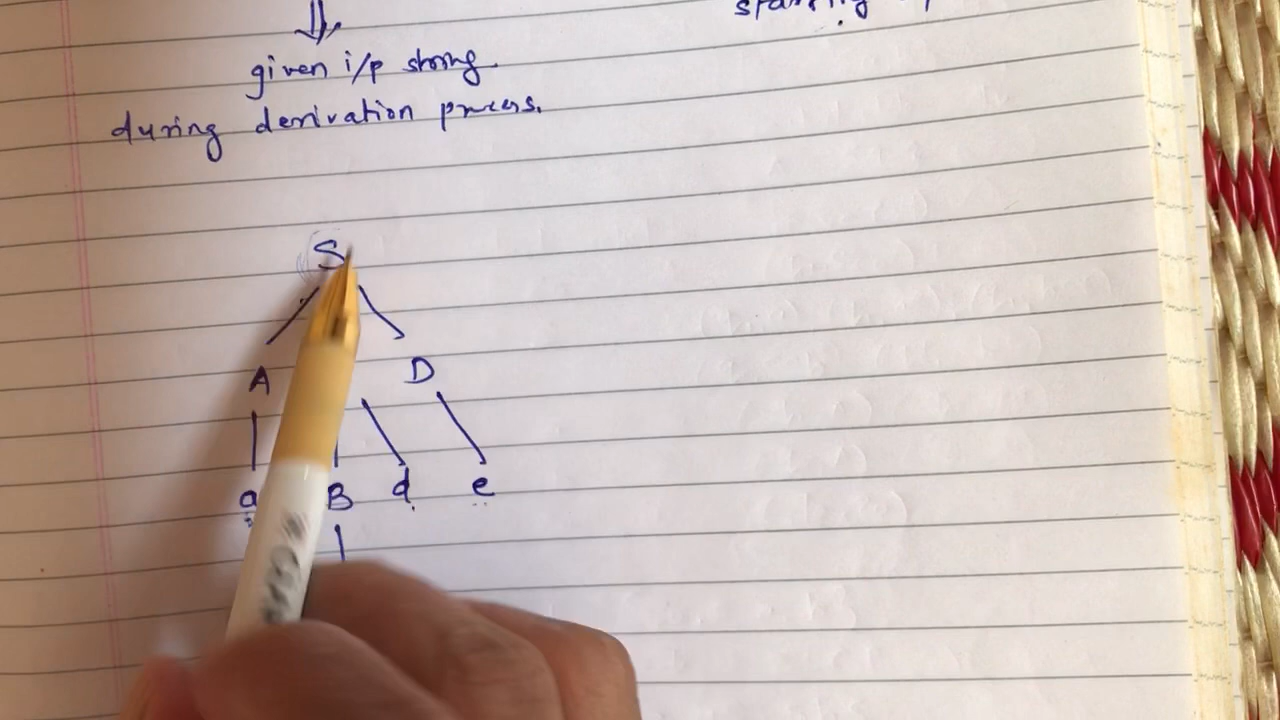 given i/p string
during derivation process.
S
A D
a B d e